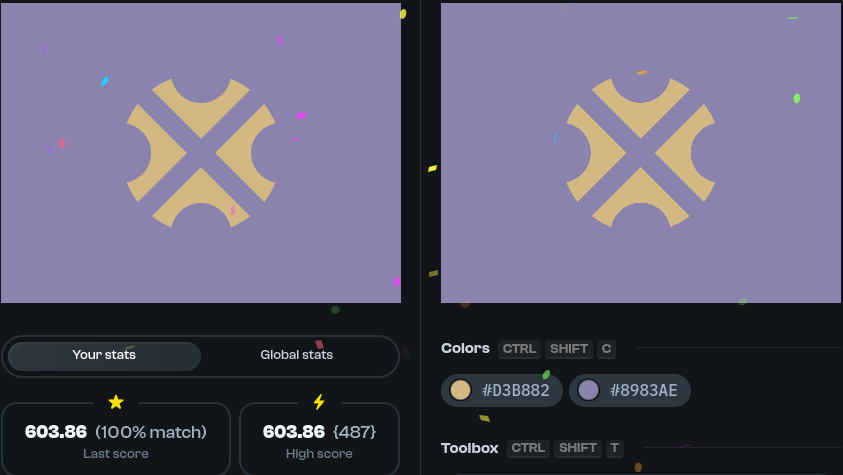 Your stats
Global stats
603.86 (100% match)
Last score
603.86 {487}
High score
Colors CTRL SHIFT C
#D3B882 #8983AE
Toolbox CTRL SHIFT T